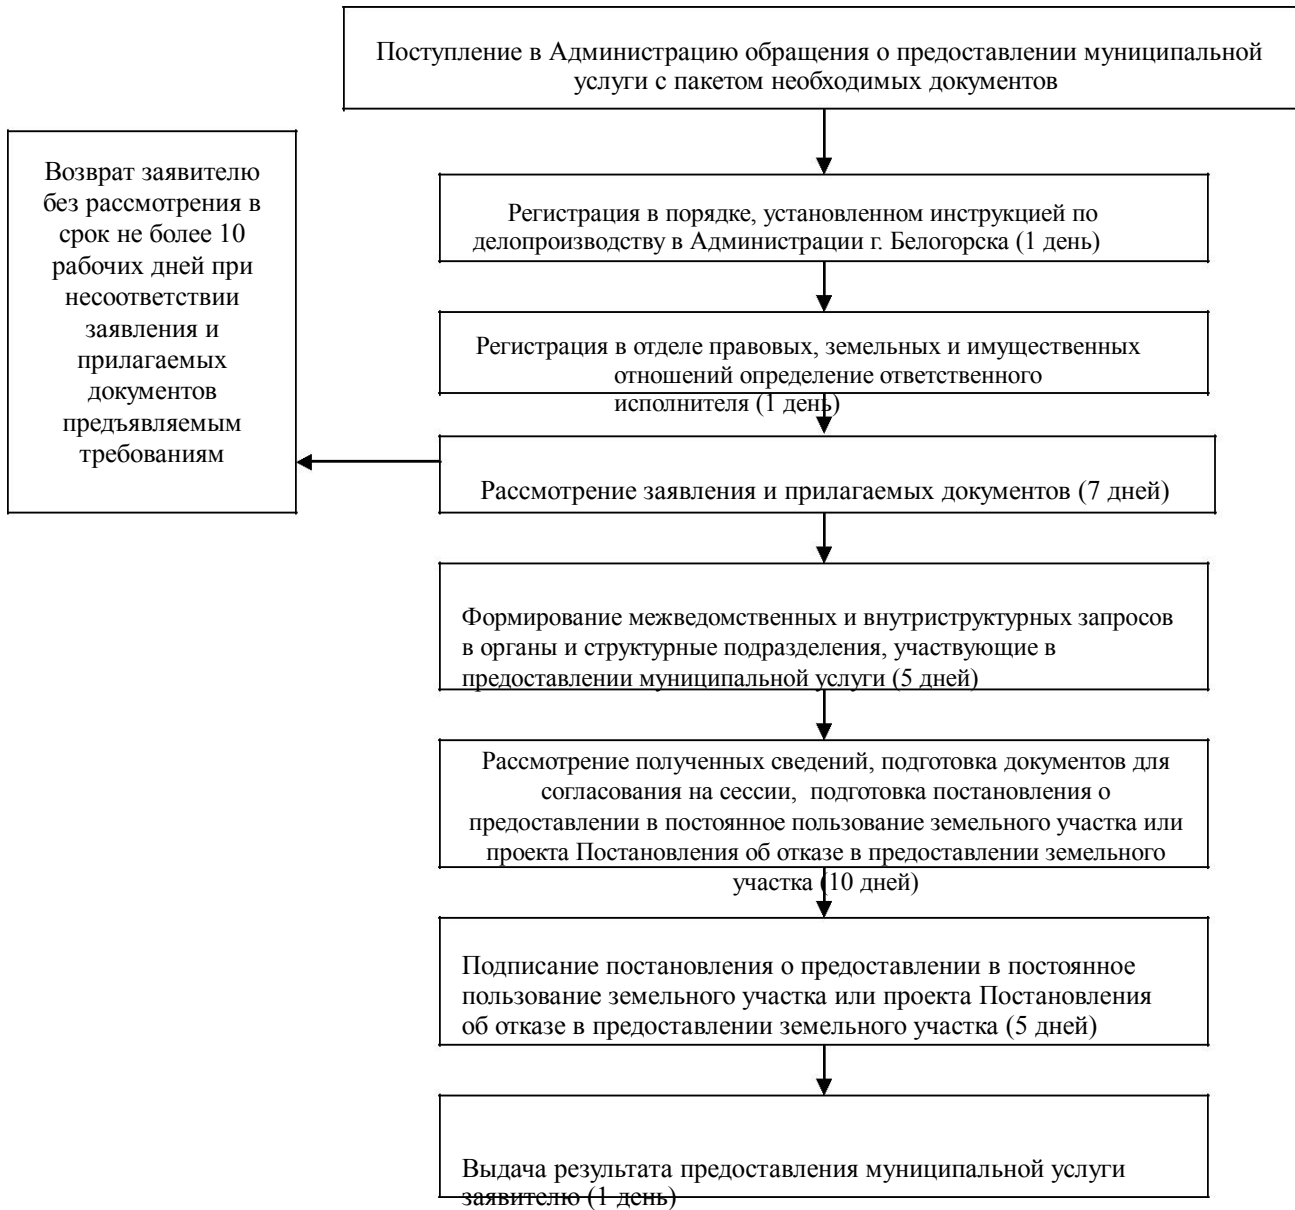 Поступление в Администрацию обращения о предоставлении муниципальной
услуги с пакетом необходимых документов
Возврат заявителю
без рассмотрения в
срок не более 10
рабочих дней при
несоответствии
заявления и
прилагаемых
документов
предъявляемым
требованиям
Регистрация в порядке, установленном инструкцией по
делопроизводству в Администрации г. Белогорска (1 день)
Регистрация в отделе правовых, земельных и имущественных
отношений определение ответственного
исполнителя (1 день)
Рассмотрение заявления и прилагаемых документов (7 дней)
Формирование межведомственных и внутриструктурных запросов
в органы и структурные подразделения, участвующие в
предоставлении муниципальной услуги (5 дней)
Рассмотрение полученных сведений, подготовка документов для
согласования на сессии, подготовка постановления о
предоставлении в постоянное пользование земельного участка или
проекта Постановления об отказе в предоставлении земельного
участка (10 дней)
Подписание постановления о предоставлении в постоянное
пользование земельного участка или проекта Постановления
об отказе в предоставлении земельного участка (5 дней)
Выдача результата предоставления муниципальной услуги
заявителю (1 день)